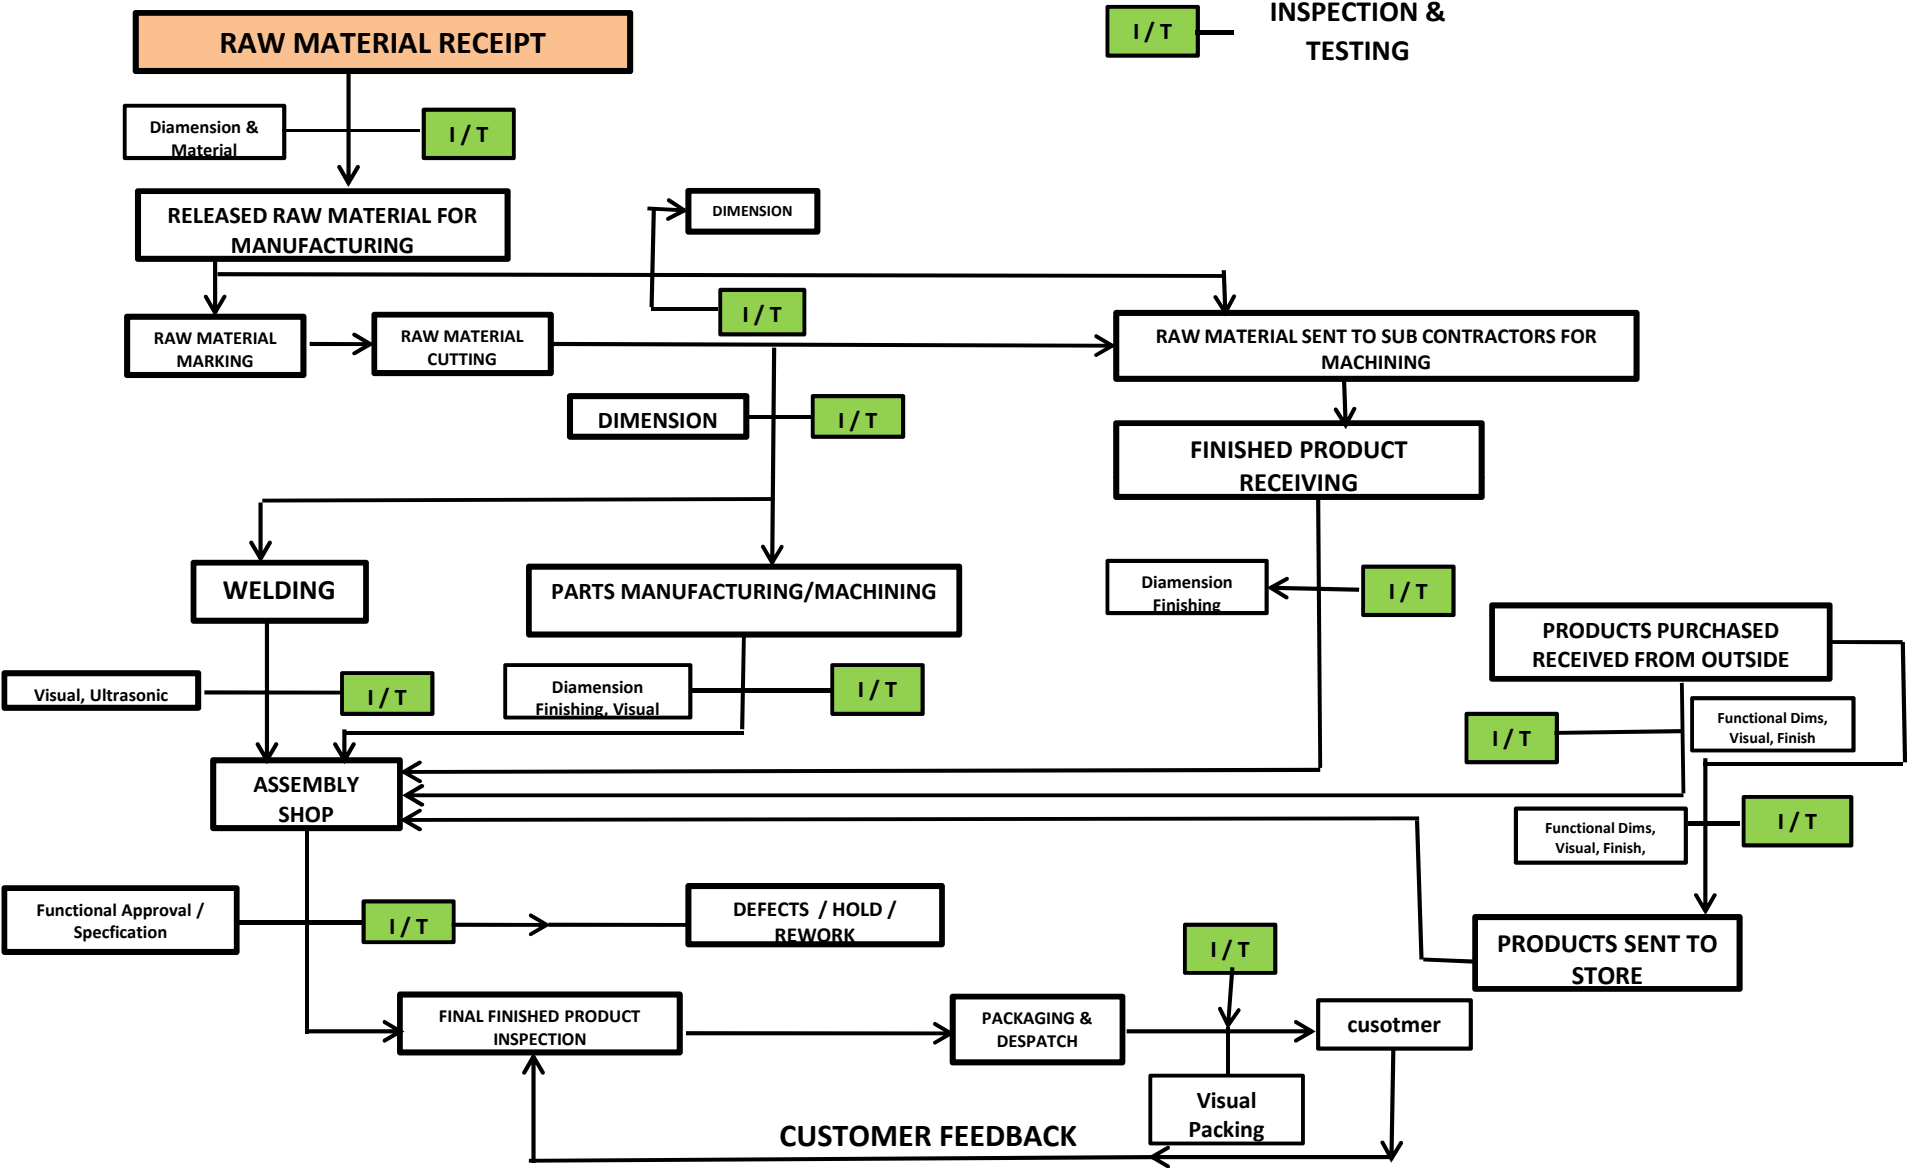 INSPECTION &
TESTING
I / T
RAW MATERIAL RECEIPT
Diamension &
Material
I / T
RELEASED RAW MATERIAL FOR
MANUFACTURING
DIMENSION
I / T
RAW MATERIAL
MARKING
RAW MATERIAL
CUTTING
RAW MATERIAL SENT TO SUB CONTRACTORS FOR
MACHINING
DIMENSION
I / T
FINISHED PRODUCT
RECEIVING
WELDING
PARTS MANUFACTURING/MACHINING
Diamension
Finishing
I / T
PRODUCTS PURCHASED
RECEIVED FROM OUTSIDE
Visual, Ultrasonic
I / T
Diamension
Finishing, Visual
I / T
I / T
Functional Dims,
Visual, Finish
ASSEMBLY
SHOP
Functional Dims,
Visual, Finish,
I / T
Functional Approval /
Specfication
I / T
DEFECTS / HOLD /
REWORK
I / T
PRODUCTS SENT TO
STORE
FINAL FINISHED PRODUCT
INSPECTION
PACKAGING &
DESPATCH
cusotmer
Visual
Packing
CUSTOMER FEEDBACK